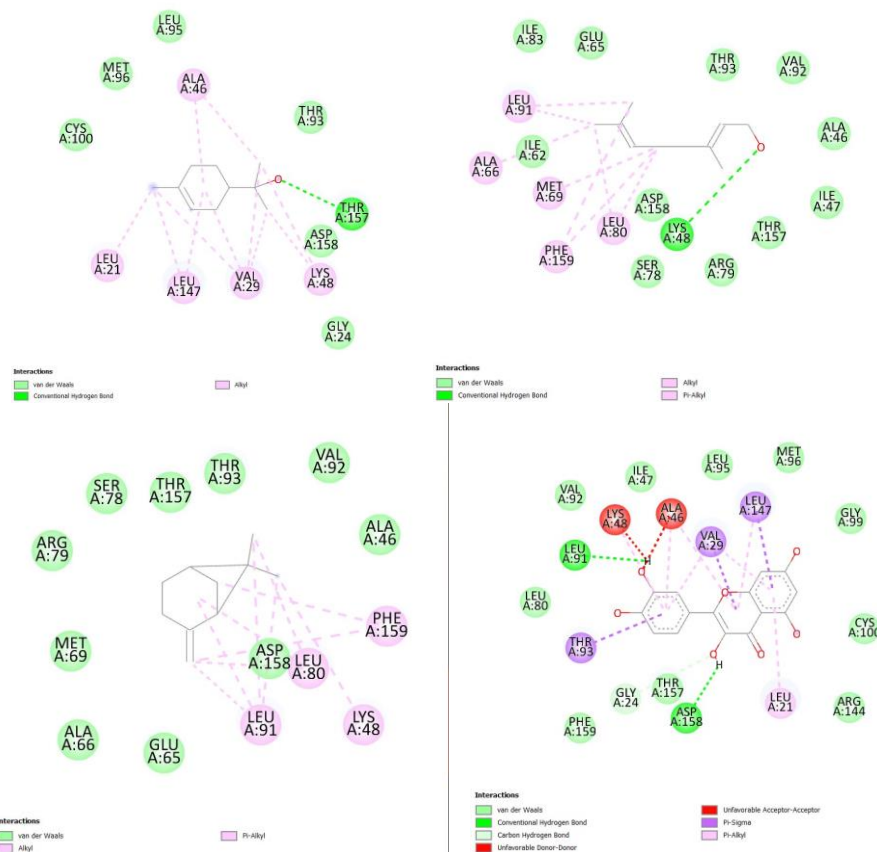 LEU
A:95
MET
A:96
ALA
A:46
CYS
A:100
THR
A:93
THR
A:157
ASP
A:158
LEU
A:21
LEU
A:147
VAL
A:29
LYS
A:48
GLY
A:24
Interactions
van der Waals
Conventional Hydrogen Bond
Alkyl
ILE
A:83
GLU
A:65
THR
A:93
VAL
A:92
LEU
A:91
ALA
A:46
ILE
A:62
ALA
A:66
MET
A:69
O
ASP
A:158
ILE
A:47
LEU
A:80
LYS
A:48
THR
A:157
PHE
A:159
SER
A:78
ARG
A:79
Interactions
van der Waals
Conventional Hydrogen Bond
Alkyl
Pi-Alkyl
VAL
A:92
THR
A:93
THR
A:157
SER
A:78
ALA
A:46
ARG
A:79
PHE
A:159
MET
A:69
ASP
A:158
LEU
A:80
ALA
A:66
GLU
A:65
LEU
A:91
LYS
A:48
nteractions
van der Waals
Alkyl
Pi-Alkyl
MET
A:96
LEU
A:95
ILE
A:47
VAL
A:92
LEU
A:147
LYS
A:48
ALA
A:46
VAL
A:29
GLY
A:99
LEU
A:91
H
O
O
O
LEU
A:80
O
O
CYS
A:100
THR
A:93
O
O
H
THR
A:157
GLY
A:24
ASP
A:158
LEU
A:21
ARG
A:144
PHE
A:159
Interactions
van der Waals
Conventional Hydrogen Bond
Carbon Hydrogen Bond
Unfavorable Donor-Donor
Unfavorable Acceptor-Acceptor
Pi-Sigma
Pi-Alkyl